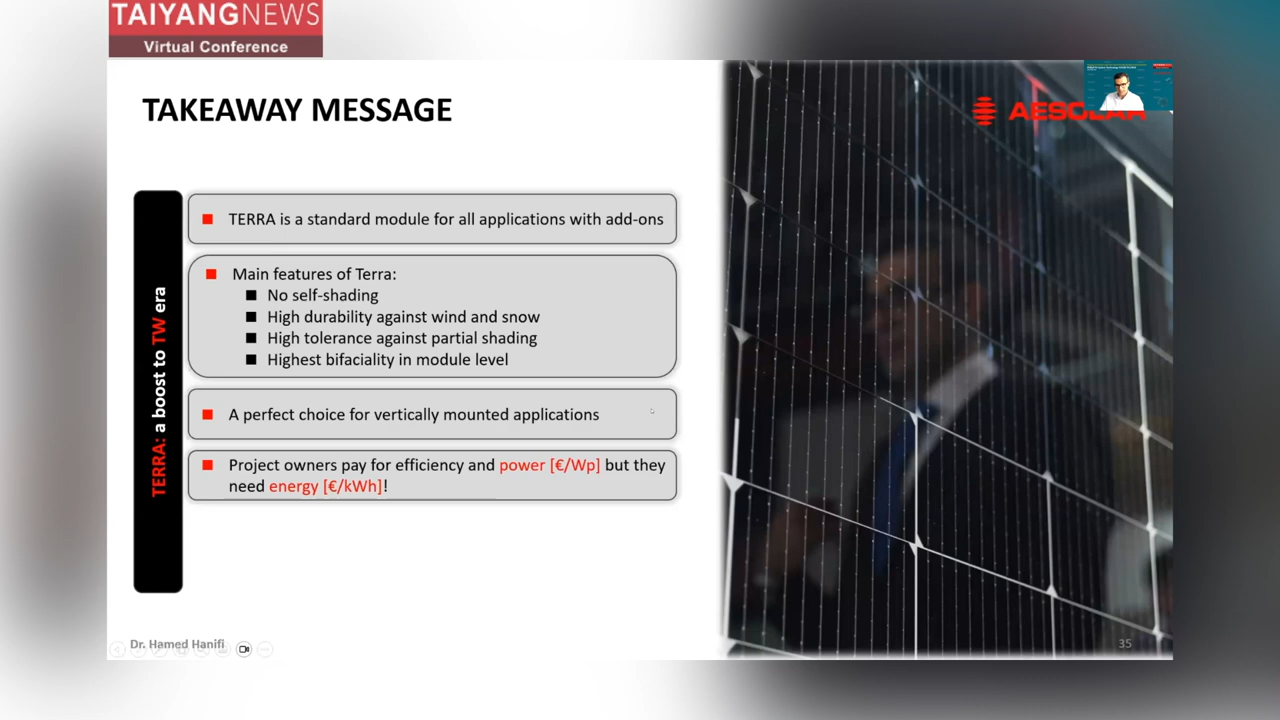 TAIYANGNEWS
Virtual Conference
TAKEAWAY MESSAGE
AESOLAR
TERRA: a boost to TW era
TERRA is a standard module for all applications with add-ons
Main features of Terra:
No self-shading
High durability against wind and snow
High tolerance against partial shading
Highest bifaciality in module level
A perfect choice for vertically mounted applications
Project owners pay for efficiency and power [€/Wp] but they
need energy [€/kWh]!
Dr. Hamed Hanifi
35